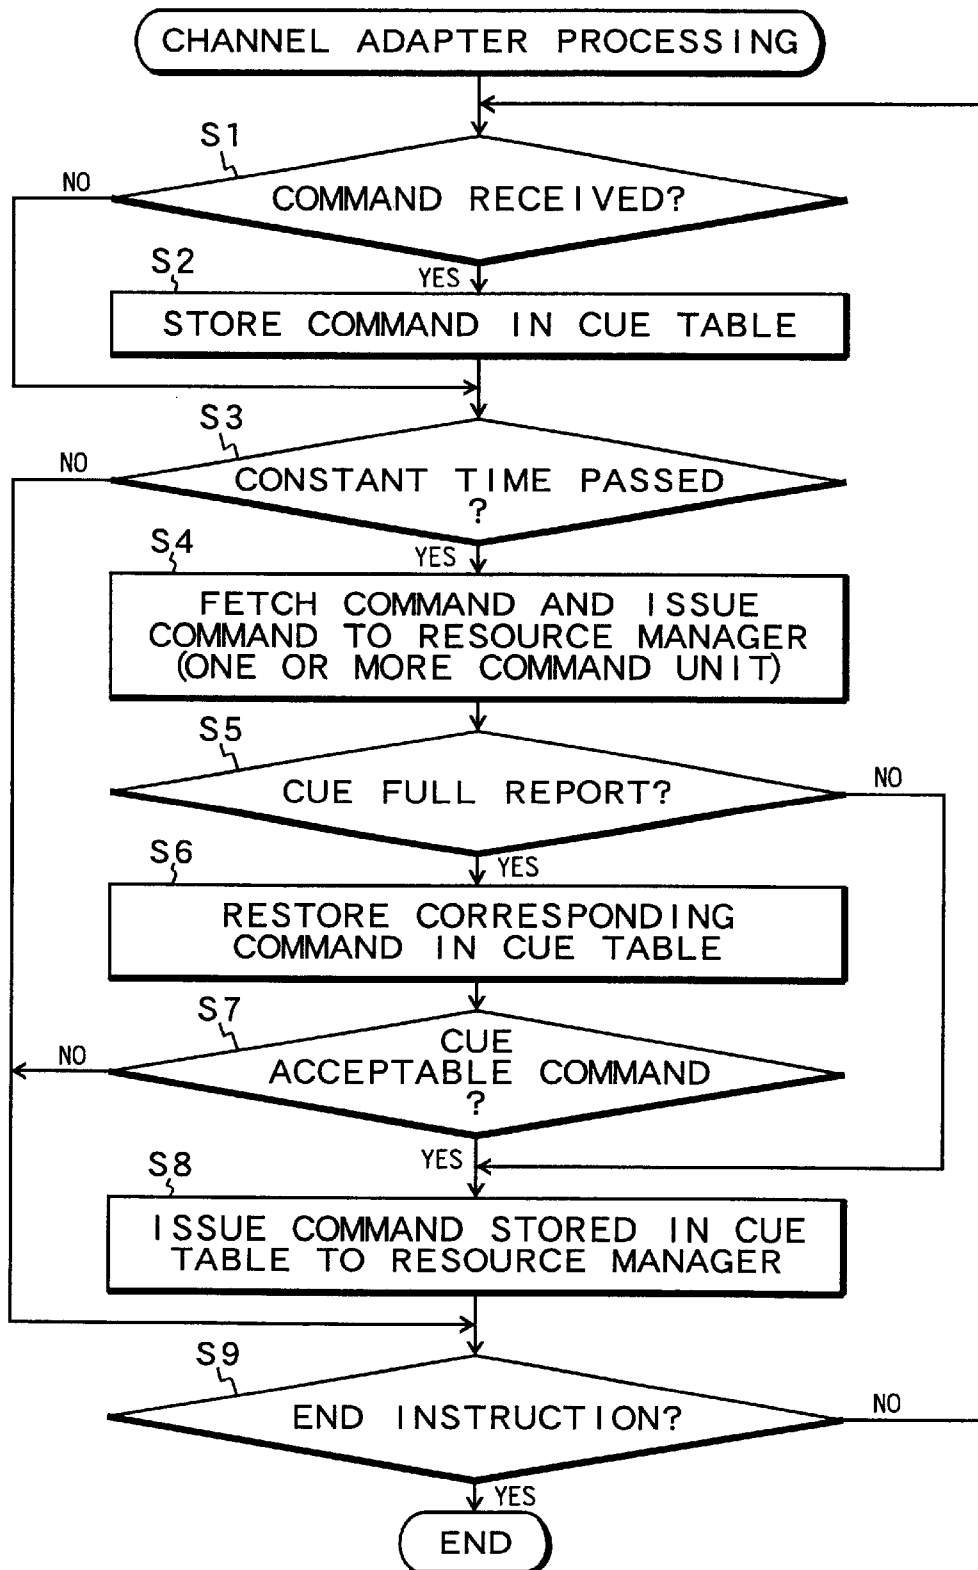 CHANNEL ADAPTER PROCESSING
S1
NO
COMMAND RECEIVED?
YES
S2
STORE COMMAND IN CUE TABLE
S3
NO
CONSTANT TIME PASSED
?
YES
S4
FETCH COMMAND AND ISSUE
COMMAND TO RESOURCE MANAGER
(ONE OR MORE COMMAND UNIT)
S5
CUE FULL REPORT?
NO
YES
S6
RESTORE CORRESPONDING
COMMAND IN CUE TABLE
S7
NO
CUE
ACCEPTABLE COMMAND
?
YES
S8
ISSUE COMMAND STORED IN CUE
TABLE TO RESOURCE MANAGER
S9
END INSTRUCTION?
NO
YES
END